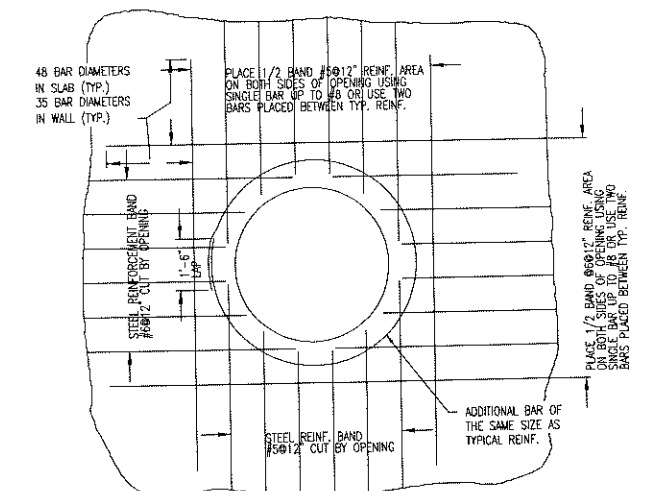 48 BAR DIAMETERS
IN SLAB (TYP.)
35 BAR DIAMETERS
IN WALL (TYP.)
PLACE 1/2 BAND #5@12" REINF. AREA
ON BOTH SIDES OF OPENING USING
SINGLE BAR UP TO #8 OR USE TWO
BARS PLACED BETWEEN TYP. REINF.
STEEL REINFORCEMENT BAND
#6@12" CUT BY OPENING
1'-6"
LAP
PLACE 1/2 BAND @6@12" REINF. AREA
ON BOTH SIDES OF OPENING USING
SINGLE BAR UP TO #8 OR USE TWO
BARS PLACED BETWEEN TYP. REINF.
STEEL REINF. BAND
#5@12" CUT BY OPENING
ADDITIONAL BAR OF
THE SAME SIZE AS
TYPICAL REINF.